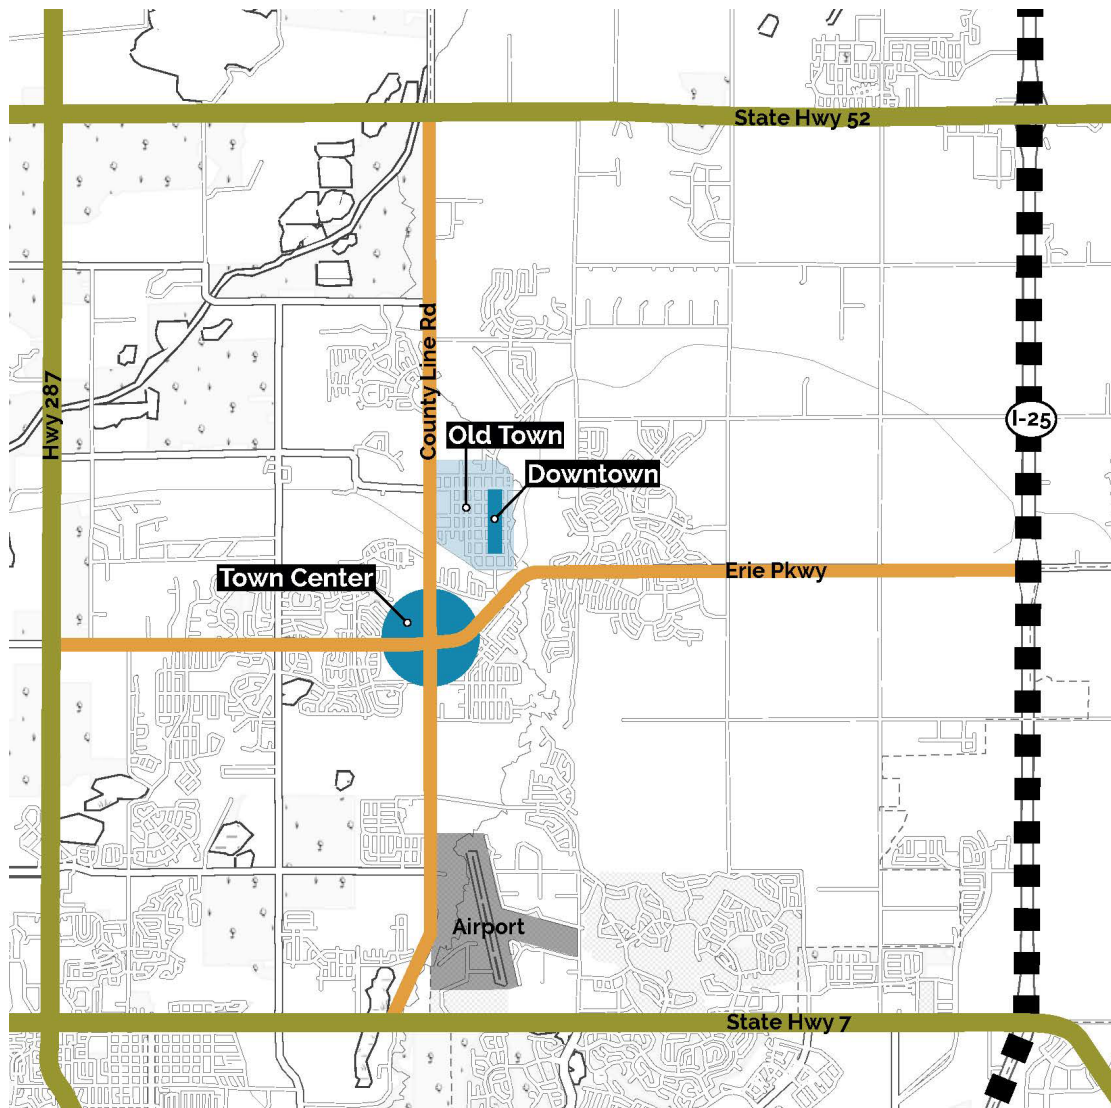 State Hwy 52
County Line Rd
Hwy 287
I-25
Old Town
Downtown
Erie Pkwy
Town Center
Airport
State Hwy 7